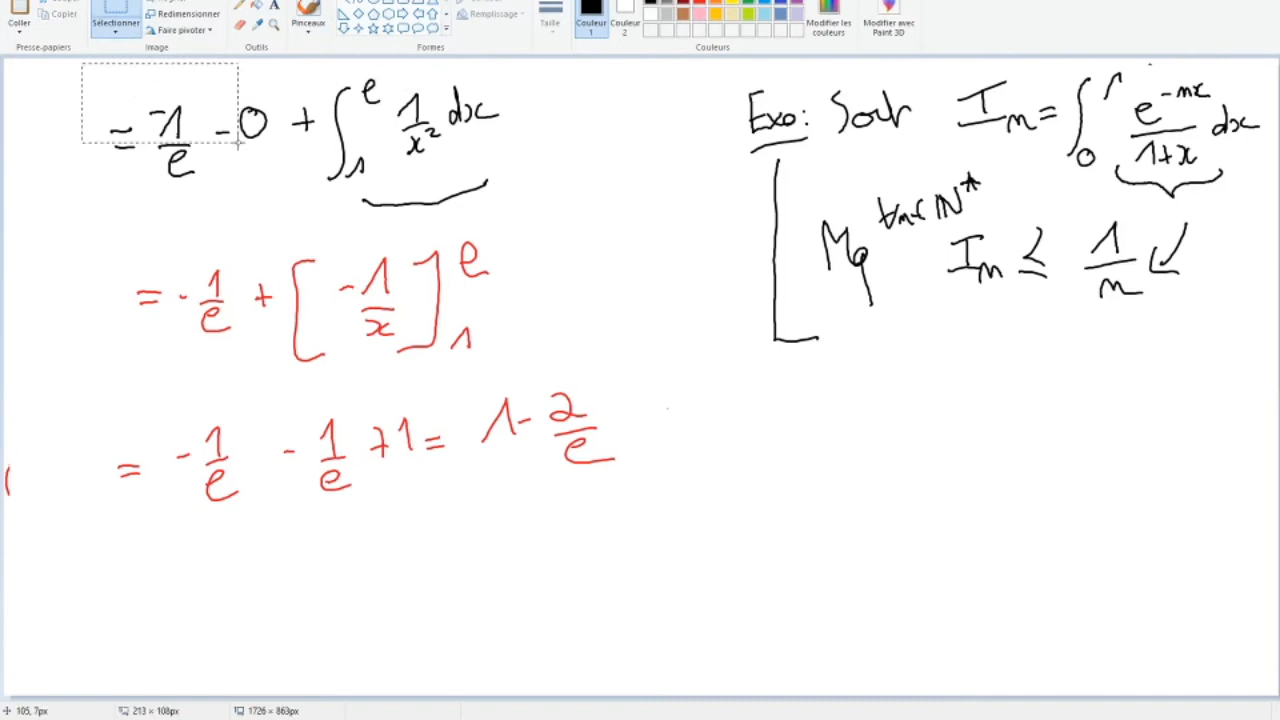 Coller
Copier
Presse-papiers
Sélectionner
Redimensionner
Faire pivoter
Image
Pinceaux
Outils
Remplissage
Formes
Taille
Couleur 1
Couleur 2
Couleurs
Modifier les couleurs
Modifier avec Paint 3D
= -1/e - 0 + ∫₁^e 1/x² dx
= -1/e + [-1/x]₁^e
= -1/e - 1/e + 1 = 1 - 2/e
Exo: Soit Iₙ = ∫₀^1 e^(-nx)/(1+x) dx
Mq ∀n∈ℕ* Iₙ ≤ 1/n
105, 7px
213 × 108px
1726 × 863px